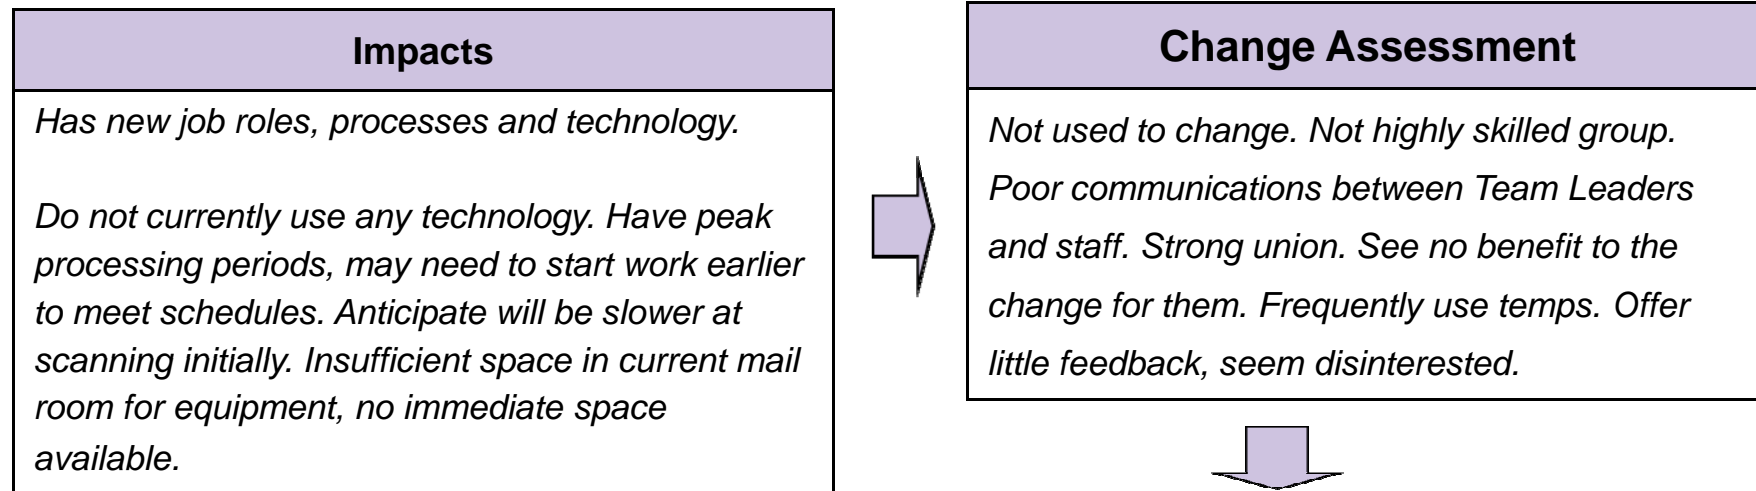 Impacts
Has new job roles, processes and technology.
Do not currently use any technology. Have peak
processing periods, may need to start work earlier
to meet schedules. Anticipate will be slower at
scanning initially. Insufficient space in current mail
room for equipment, no immediate space
available.
Change Assessment
Not used to change. Not highly skilled group.
Poor communications between Team Leaders
and staff. Strong union. See no benefit to the
change for them. Frequently use temps. Offer
little feedback, seem disinterested.